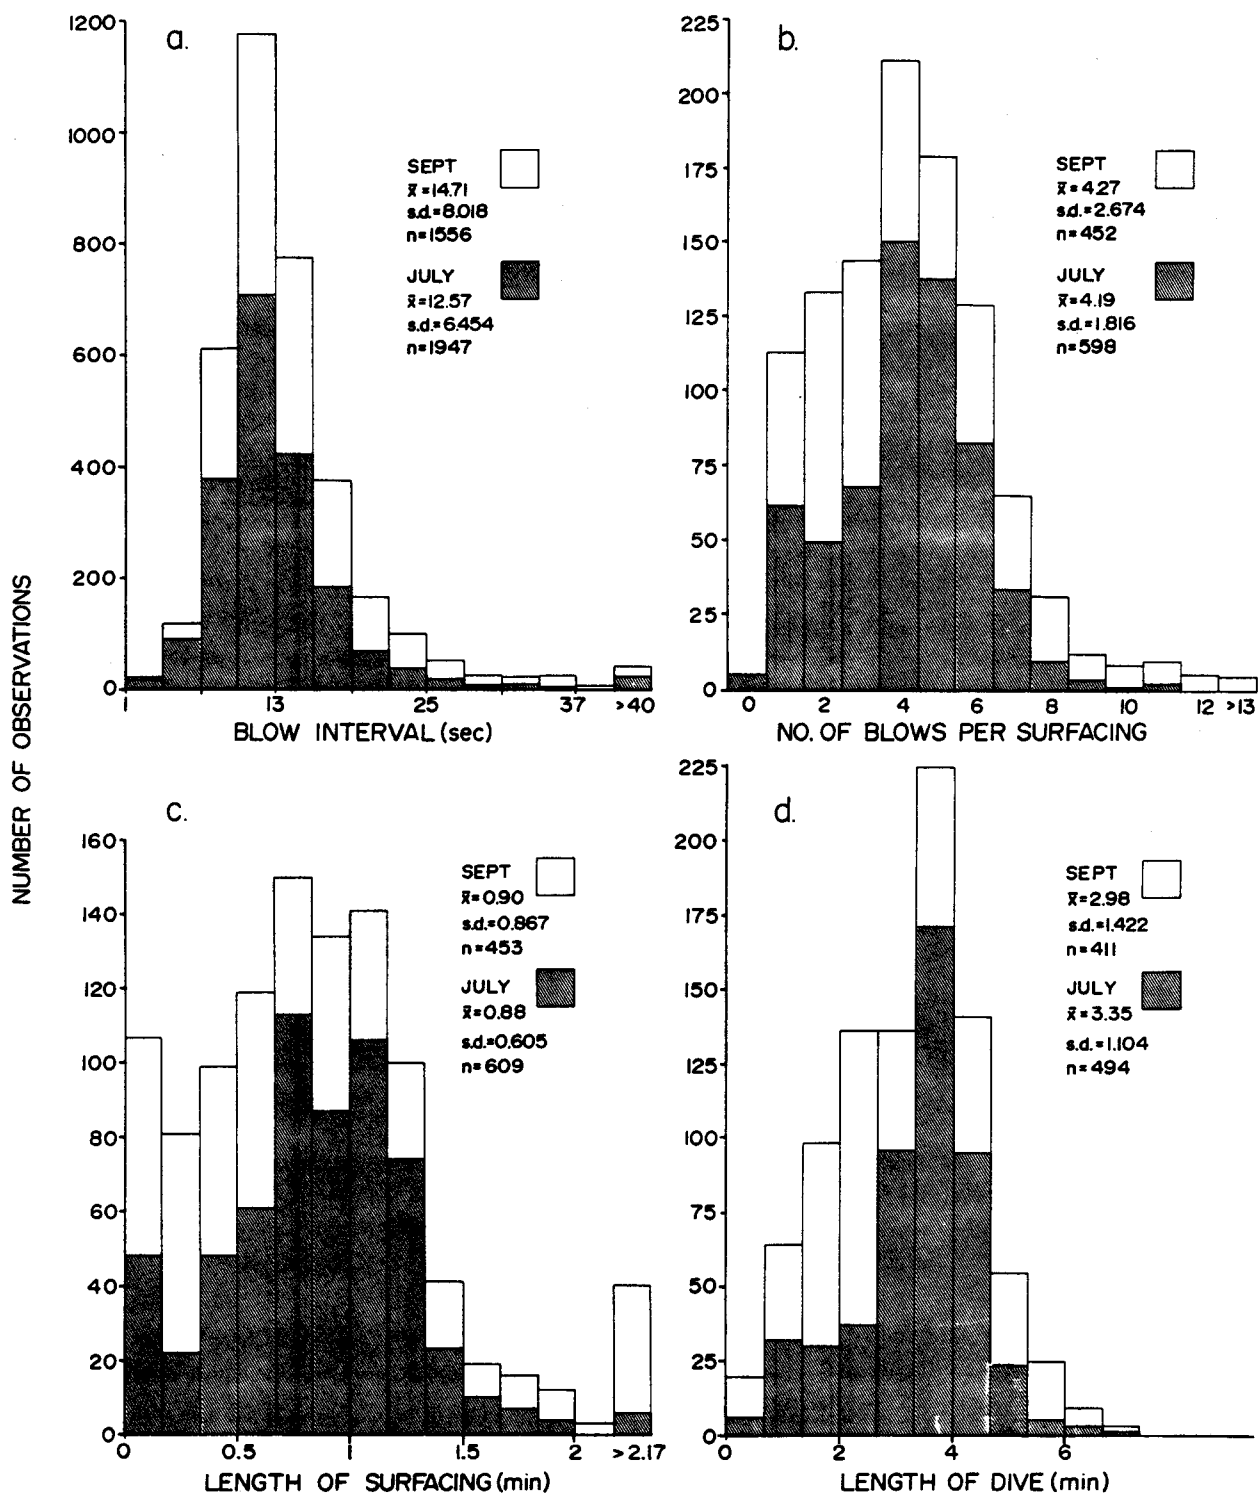 NUMBER OF OBSERVATIONS
a.
1200
1000
800
600
400
200
0
SEPT
x̄=14.71
s.d.=8.018
n=1556
JULY
x̄=12.57
s.d.=6.454
n=1947
1 13 25 37 >40
BLOW INTERVAL (sec)
b.
225
200
175
150
125
100
75
50
25
0
SEPT
x̄=4.27
s.d.=2.674
n=452
JULY
x̄=4.19
s.d.=1.816
n=598
0 2 4 6 8 10 12 >13
NO. OF BLOWS PER SURFACING
c.
160
140
120
100
80
60
40
20
0
SEPT
x̄=0.90
s.d.=0.867
n=453
JULY
x̄=0.88
s.d.=0.605
n=609
0 0.5 1 1.5 2 >2.17
LENGTH OF SURFACING (min)
d.
225
200
175
150
125
100
75
50
25
0
SEPT
x̄=2.98
s.d.=1.422
n=411
JULY
x̄=3.35
s.d.=1.104
n=494
0 2 4 6
LENGTH OF DIVE (min)